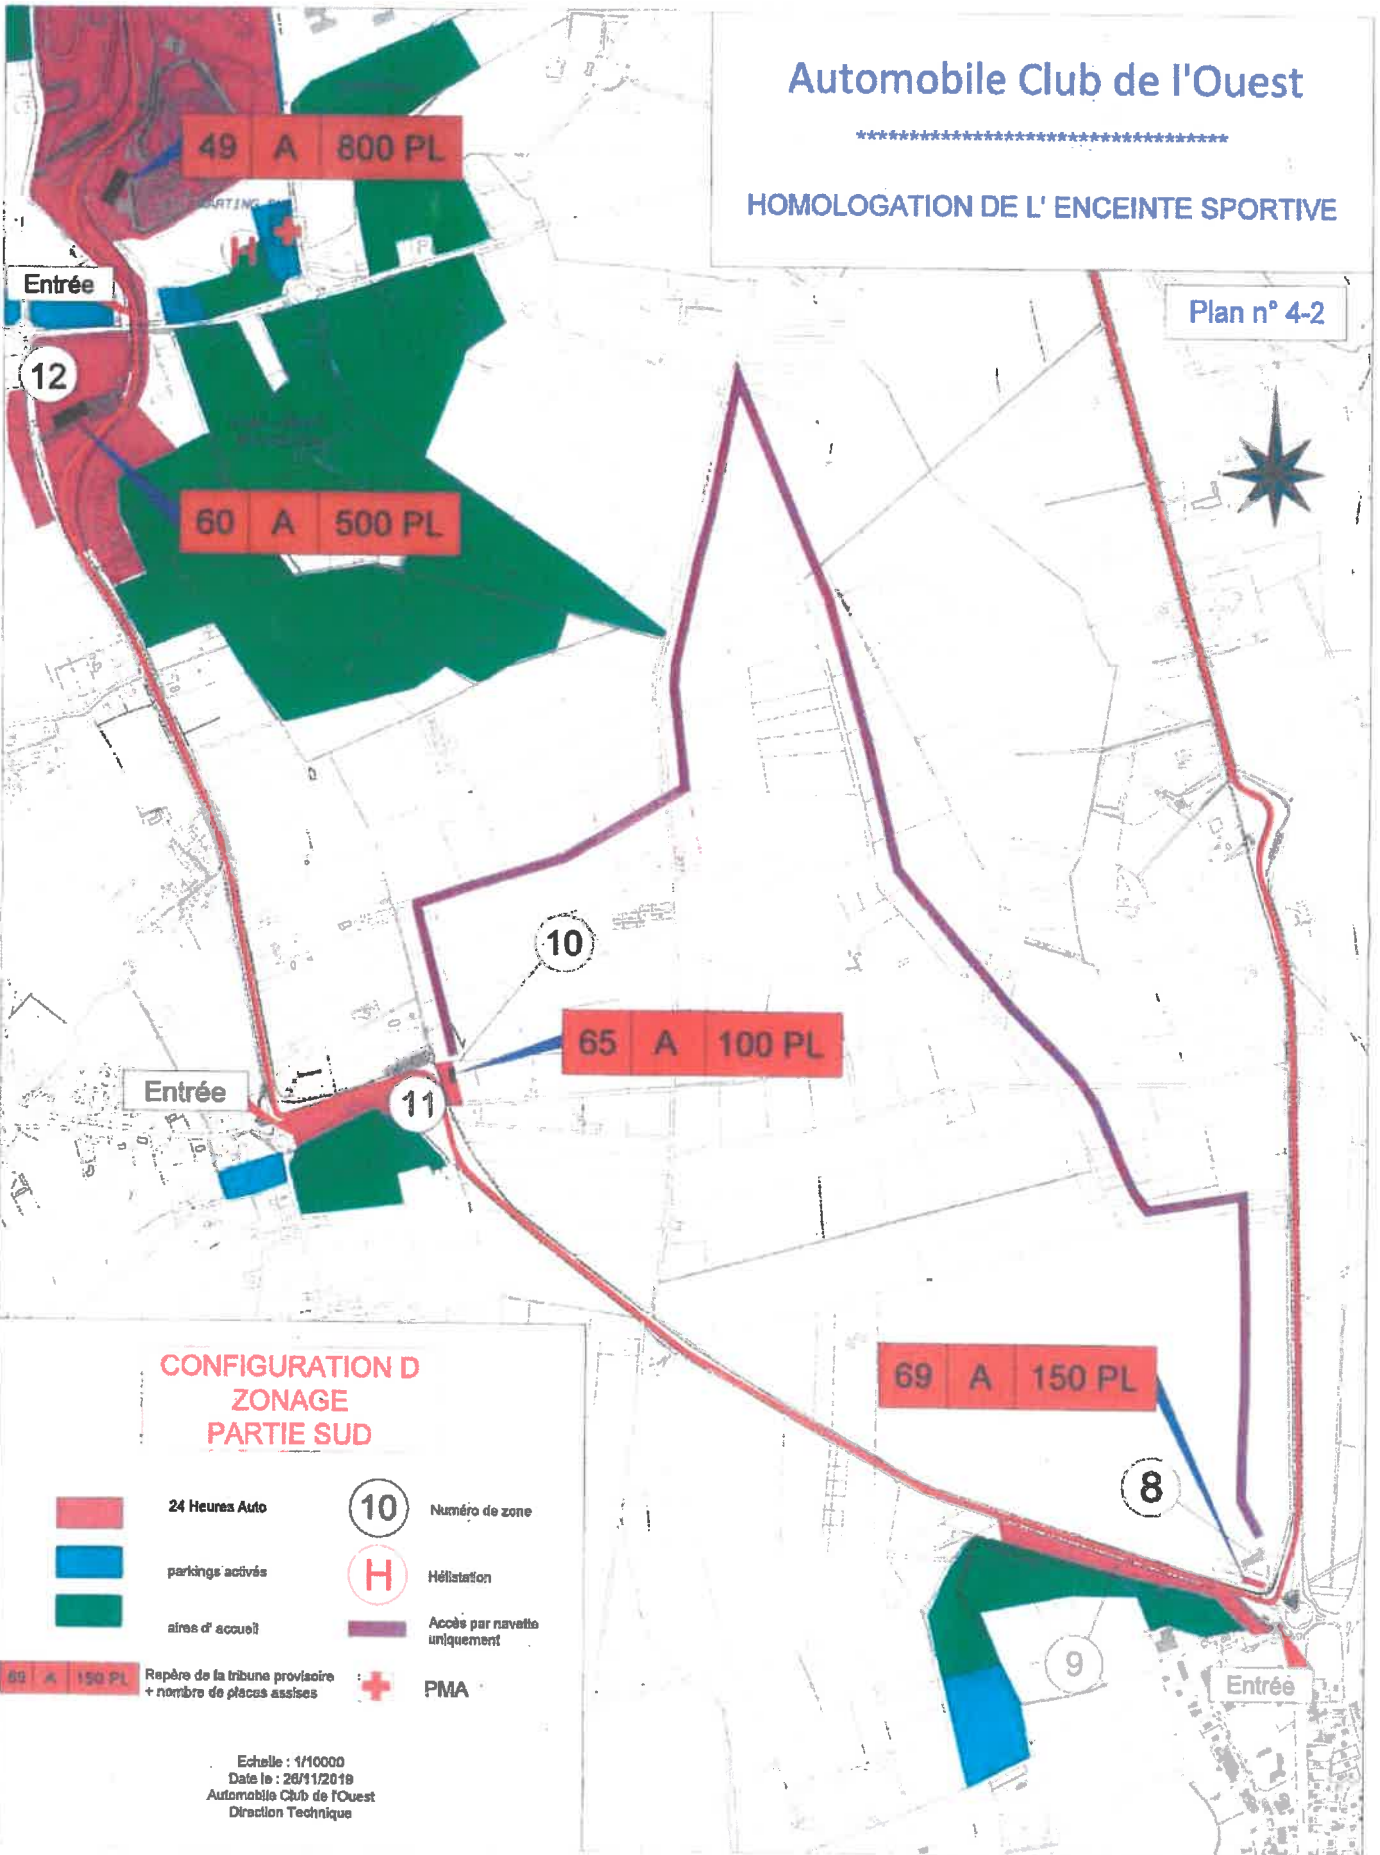 Automobile Club de l'Ouest
***********************************
HOMOLOGATION DE L' ENCEINTE SPORTIVE
Plan n° 4-2
49 A 800 PL
H
P
Entrée
12
60 A 500 PL
10
65 A 100 PL
Entrée
11
69 A 150 PL
8
9
Entrée
CONFIGURATION D
ZONAGE
PARTIE SUD
24 Heures Auto
10 Numéro de zone
parkings activés
H Hélistation
aires d' accueil
Accès par navette
uniquement
69 A 150 PL Repère de la tribune provisoire
+ nombre de places assises
PMA
Echelle : 1/10000
Date le : 26/11/2019
Automobile Club de l'Ouest
Direction Technique